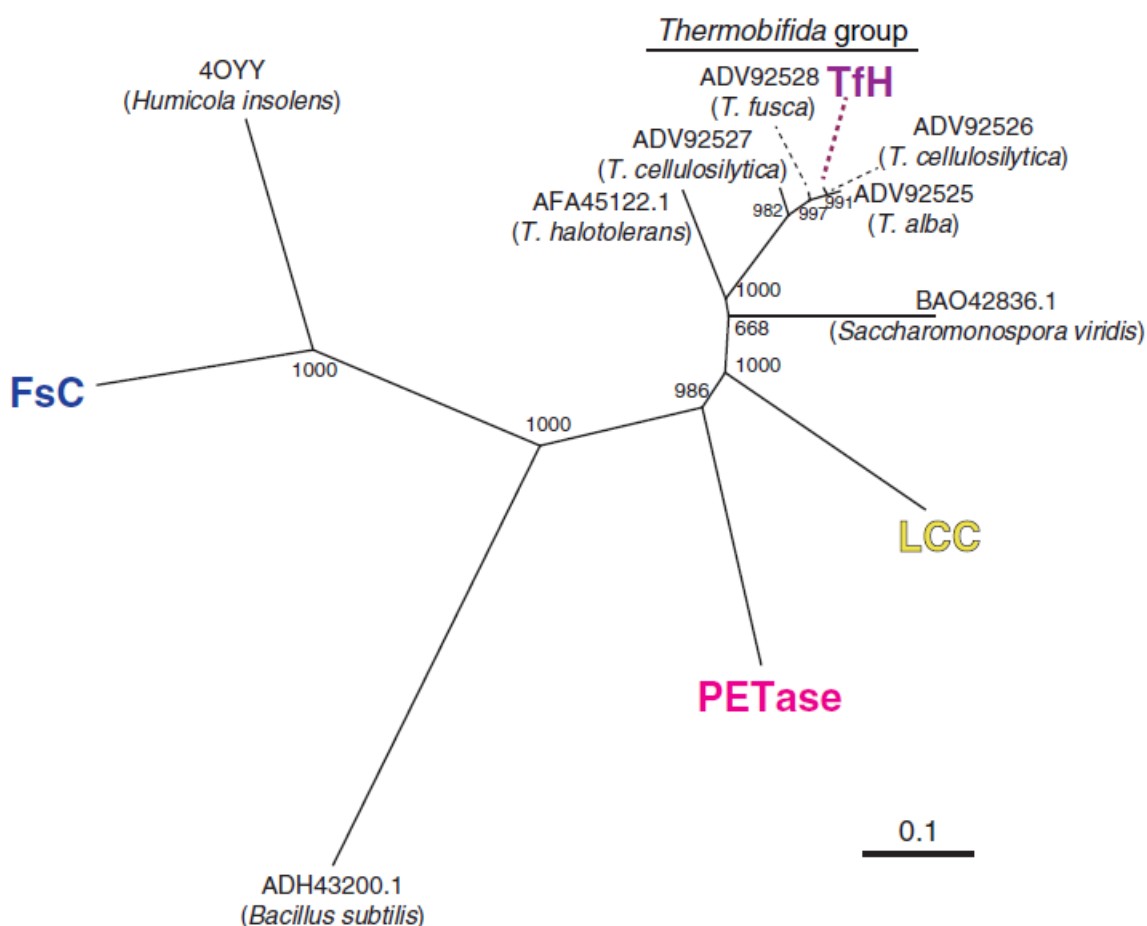 Thermobifida group
4OYY
(Humicola insolens)
ADV92528
(T. fusca)
TfH
ADV92526
(T. cellulosilytica)
ADV92527
(T. cellulosilytica)
ADV92525
(T. alba)
AFA45122.1
(T. halotolerans)
982
997
991
1000
BAO42836.1
(Saccharomonospora viridis)
668
1000
1000
FsC
986
1000
LCC
PETase
0.1
ADH43200.1
(Bacillus subtilis)